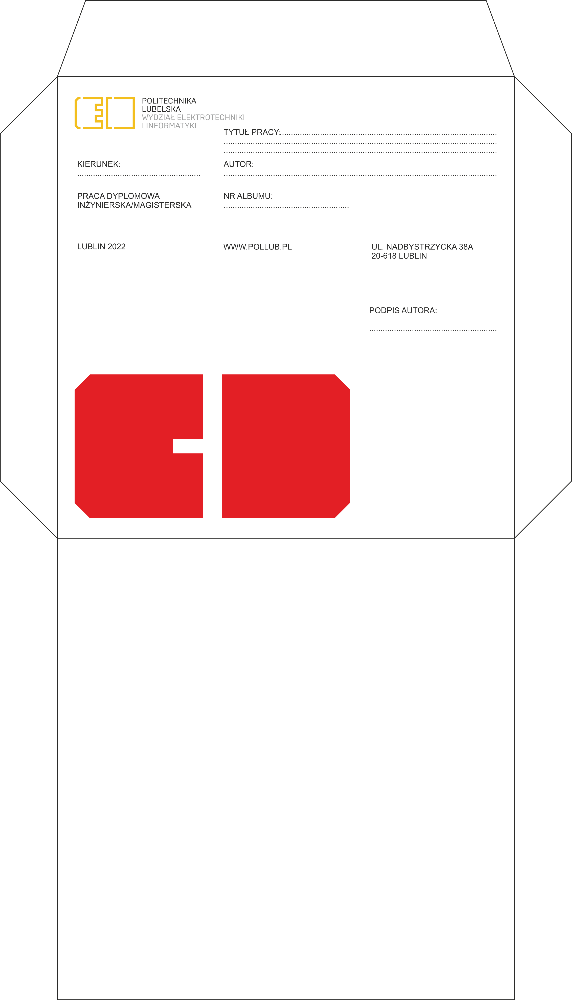 POLITECHNIKA
LUBELSKA
WYDZIAŁ ELEKTROTECHNIKI
I INFORMATYKI
TYTUŁ PRACY:
KIERUNEK:
AUTOR:
PRACA DYPLOMOWA
INŻYNIERSKA/MAGISTERSKA
NR ALBUMU:
LUBLIN 2022
WWW.POLLUB.PL
UL. NADBYSTRZYCKA 38A
20-618 LUBLIN
PODPIS AUTORA: